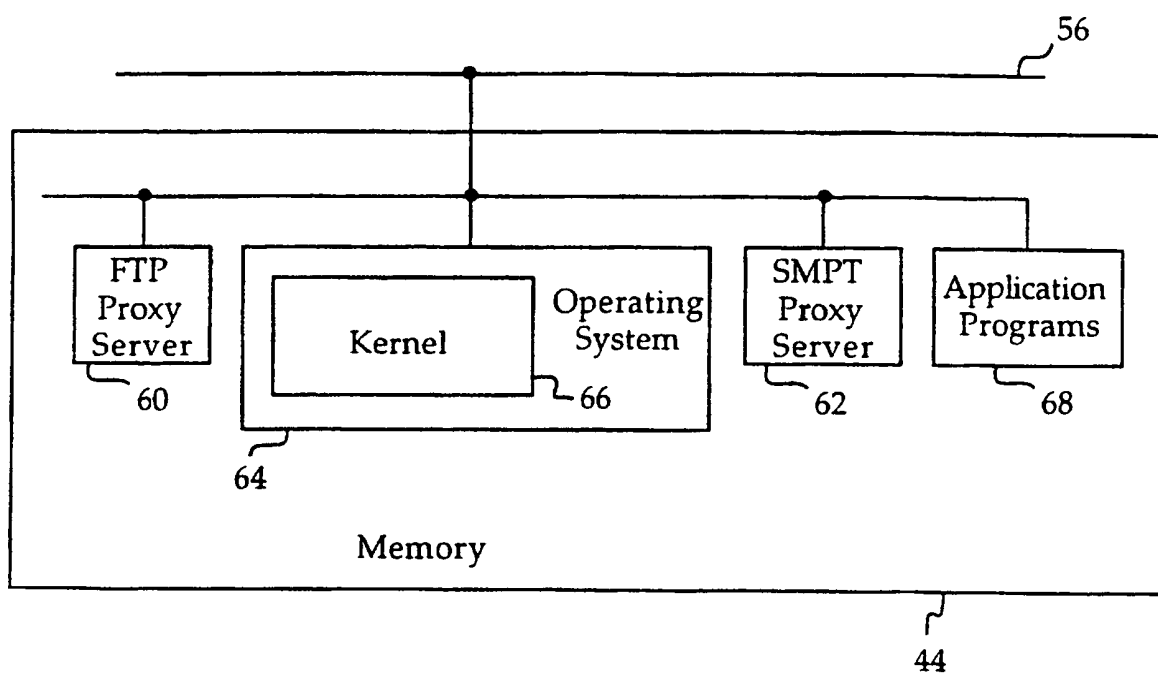 56
FTP
Proxy
Server
60
Kernel
66
Operating
System
64
SMPT
Proxy
Server
62
Application
Programs
68
Memory
44